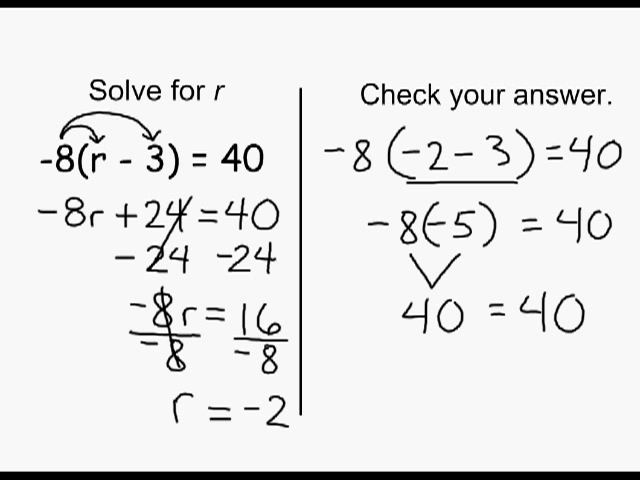 Solve for r
-8(r - 3) = 40
-8r + 24 = 40
- 24 -24
-8r = 16
-8 -8
r = -2
Check your answer.
-8(-2 - 3) = 40
-8(-5) = 40
40 = 40